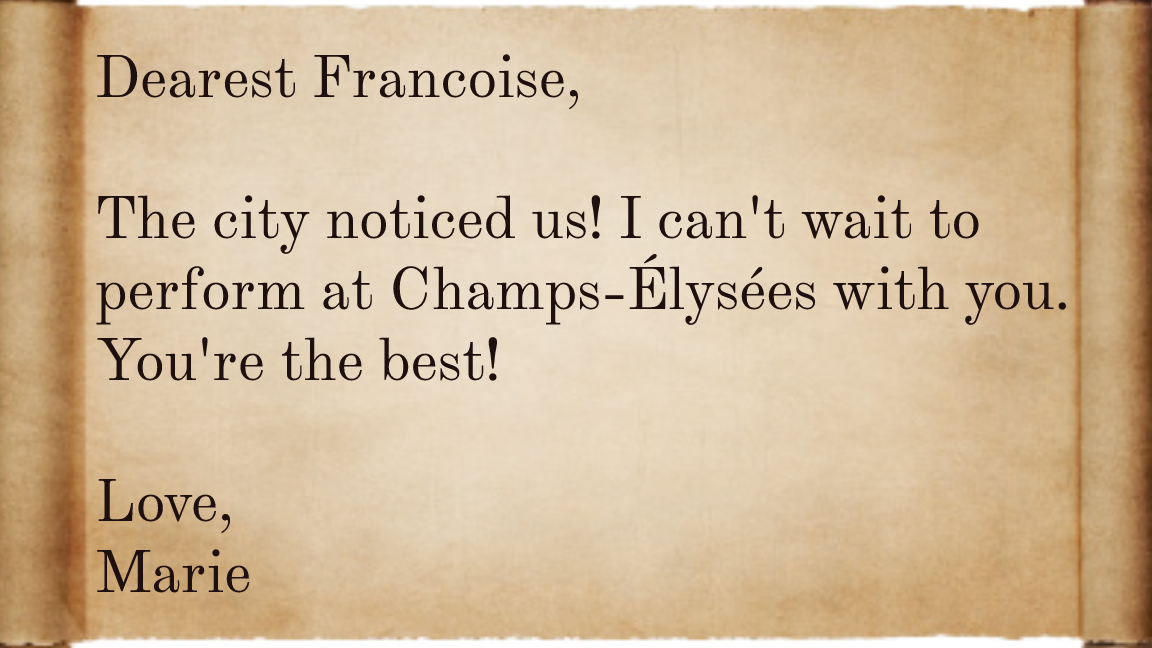 Dearest Francoise,
The city noticed us! I can't wait to
perform at Champs-Élysées with you.
You're the best!
Love,
Marie